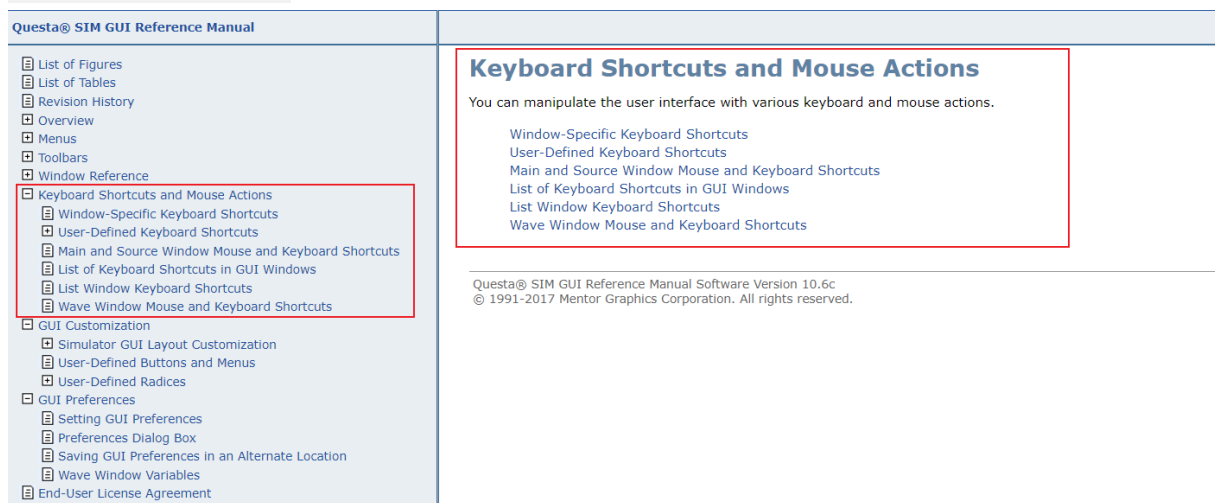 Questa® SIM GUI Reference Manual
List of Figures
List of Tables
Revision History
Overview
Menus
Toolbars
Window Reference
Keyboard Shortcuts and Mouse Actions
Window-Specific Keyboard Shortcuts
User-Defined Keyboard Shortcuts
Main and Source Window Mouse and Keyboard Shortcuts
List of Keyboard Shortcuts in GUI Windows
List Window Keyboard Shortcuts
Wave Window Mouse and Keyboard Shortcuts
GUI Customization
Simulator GUI Layout Customization
User-Defined Buttons and Menus
User-Defined Radices
GUI Preferences
Setting GUI Preferences
Preferences Dialog Box
Saving GUI Preferences in an Alternate Location
Wave Window Variables
End-User License Agreement
Keyboard Shortcuts and Mouse Actions
You can manipulate the user interface with various keyboard and mouse actions.
Window-Specific Keyboard Shortcuts
User-Defined Keyboard Shortcuts
Main and Source Window Mouse and Keyboard Shortcuts
List of Keyboard Shortcuts in GUI Windows
List Window Keyboard Shortcuts
Wave Window Mouse and Keyboard Shortcuts
Questa® SIM GUI Reference Manual Software Version 10.6c
© 1991-2017 Mentor Graphics Corporation. All rights reserved.